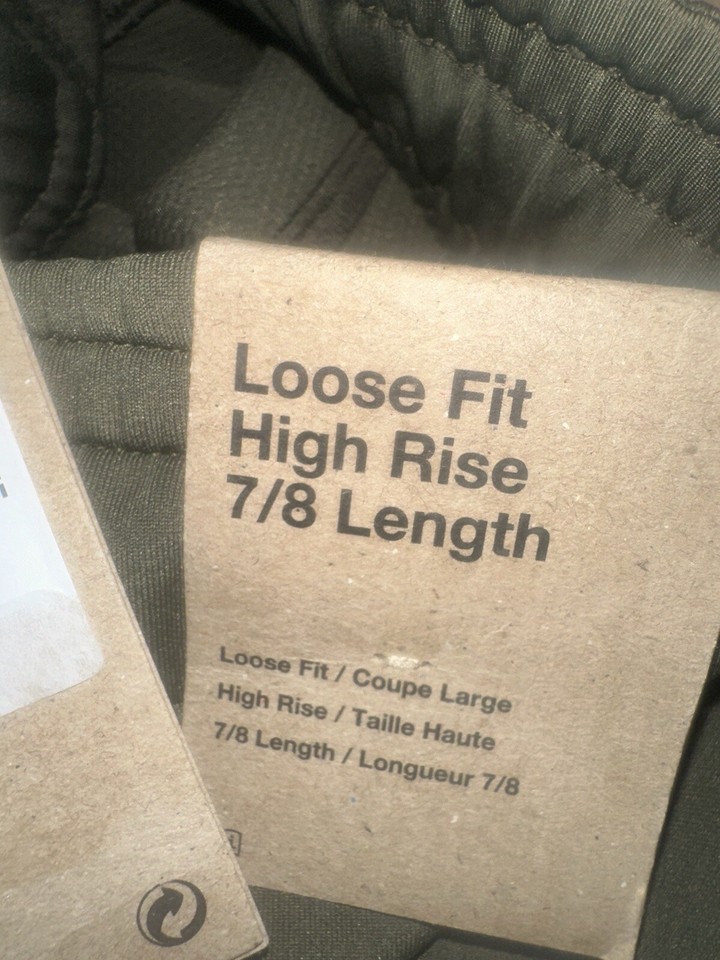 Loose Fit
High Rise
7/8 Length
Loose Fit / Coupe Large
High Rise / Taille Haute
7/8 Length / Longueur 7/8